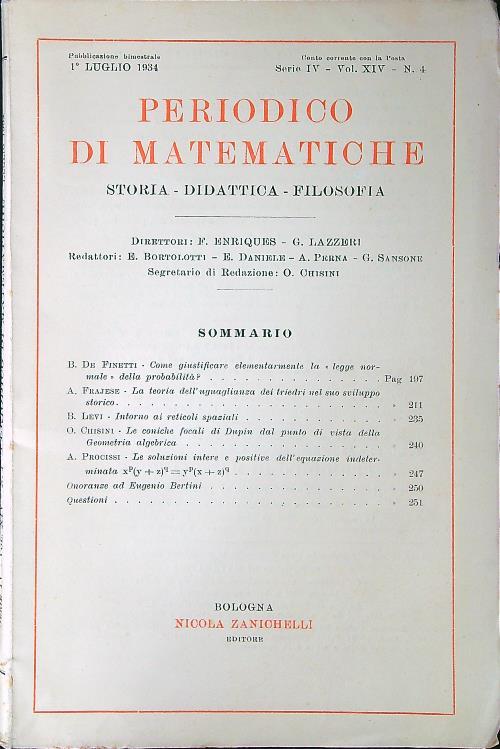 Pubblicazione bimestrale
1° LUGLIO 1934
Conto corrente con la Posta
Serie IV - Vol. XIV - N. 4
PERIODICO
DI MATEMATICHE
STORIA - DIDATTICA - FILOSOFIA
DIRETTORI: F. ENRIQUES - G. LAZZERI
Redattori: E. BORTOLOTTI - E. DANIELE - A. PERNA - G. SANSONE
Segretario di Redazione: O. CHISINI
SOMMARIO
B. DE FINETTI - Come giustificare elementarmente la « legge nor-
male » della probabilità? . . . . . . . . . . . . . . . . Pag 197
A. FRAJESE - La teoria dell'uguaglianza dei triedri nel suo sviluppo
storico. . . . . . . . . . . . . . . . . . . . . . . . . » 211
B. LEVI - Intorno ai reticoli spaziali . . . . . . . . . . . . » 235
O. CHISINI - Le coniche focali di Dupin dal punto di vista della
Geometria algebrica . . . . . . . . . . . . . . . . . . » 240
A. PROCISSI - Le soluzioni intere e positive dell'equazione indeter-
minata xᵖ(y + z)ᑫ = yᵖ(x + z)ᑫ . . . . . . . . . . . . . » 247
Onoranze ad Eugenio Bertini . . . . . . . . . . . . . . . » 250
Questioni . . . . . . . . . . . . . . . . . . . . . . . . » 251
BOLOGNA
NICOLA ZANICHELLI
EDITORE